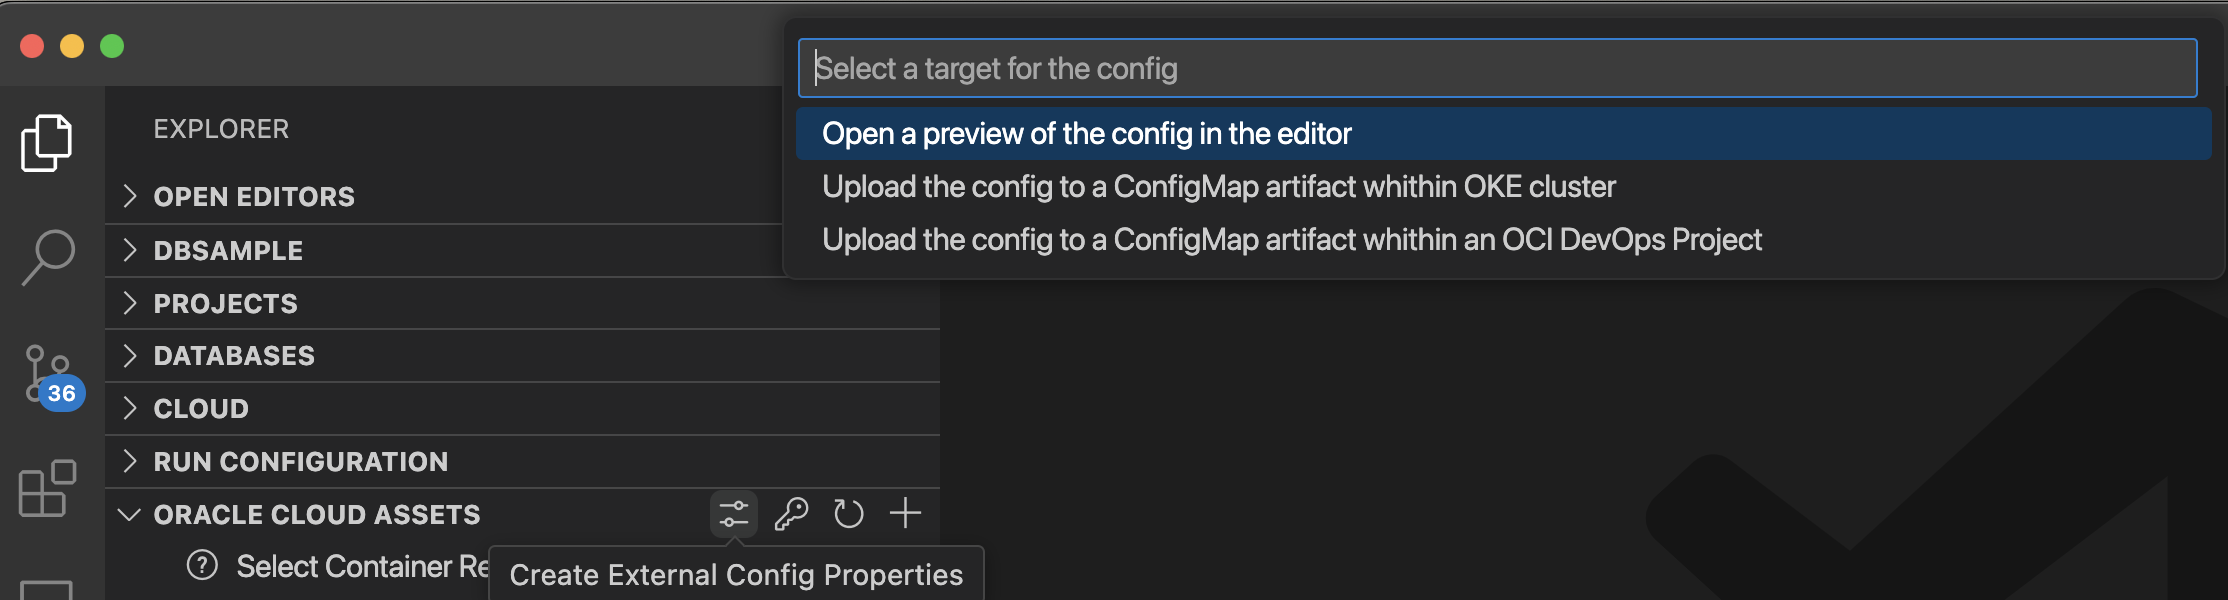 Select a target for the config
Open a preview of the config in the editor
Upload the config to a ConfigMap artifact whithin OKE cluster
Upload the config to a ConfigMap artifact whithin an OCI DevOps Project
EXPLORER
OPEN EDITORS
DBSAMPLE
PROJECTS
DATABASES
36
CLOUD
RUN CONFIGURATION
ORACLE CLOUD ASSETS
Select Container Re
Create External Config Properties